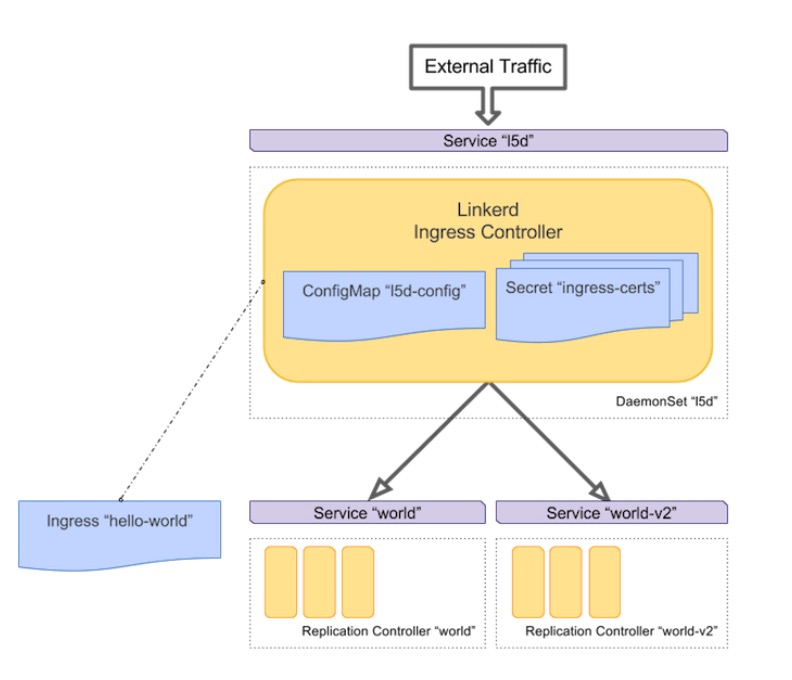 External Traffic
Service “l5d”
Linkerd
Ingress Controller
ConfigMap “l5d-config”
Secret “ingress-certs”
DaemonSet “l5d”
Ingress “hello-world”
Service “world”
Service “world-v2”
Replication Controller “world”
Replication Controller “world-v2”